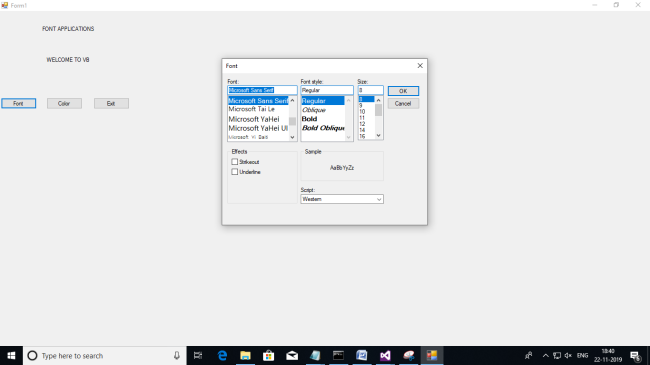 Form1
FONT APPLICATIONS
WELCOME TO VB
Font Color Exit
Font
Font: Font style: Size:
Microsoft Sans Serif Regular 8
Microsoft Sans Serif Regular 8
Microsoft Tai Le Oblique 9
Microsoft YaHei Bold 10
Microsoft YaHei UI Bold Oblique 11
Microsoft Yi Baiti 12
14
16
OK
Cancel
Effects
Strikeout
Underline
Sample
AaBbYyZz
Script:
Western
Type here to search
ENG
18:40
22-11-2019